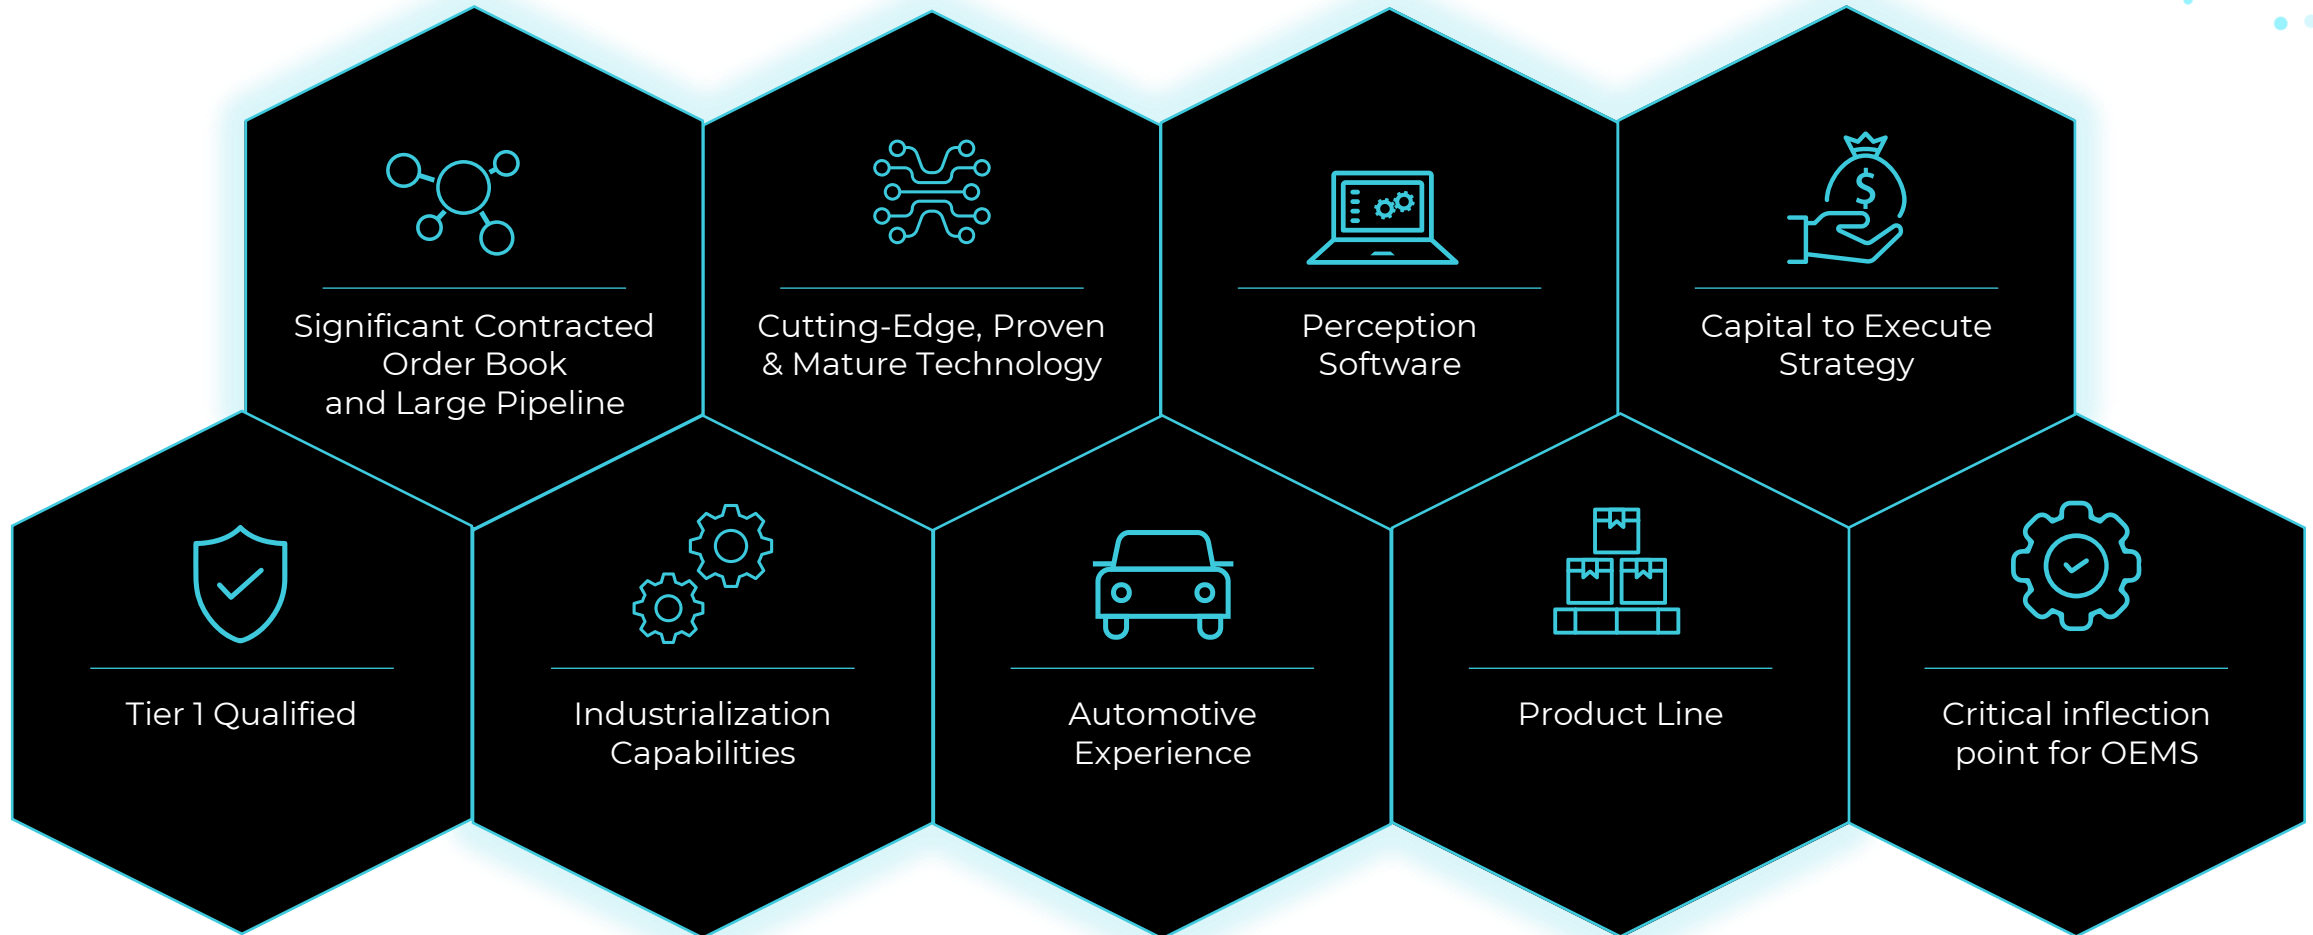 Significant Contracted
Order Book
and Large Pipeline
Cutting-Edge, Proven
& Mature Technology
Perception
Software
$
Capital to Execute
Strategy
Tier 1 Qualified
Industrialization
Capabilities
Automotive
Experience
Product Line
Critical inflection
point for OEMS